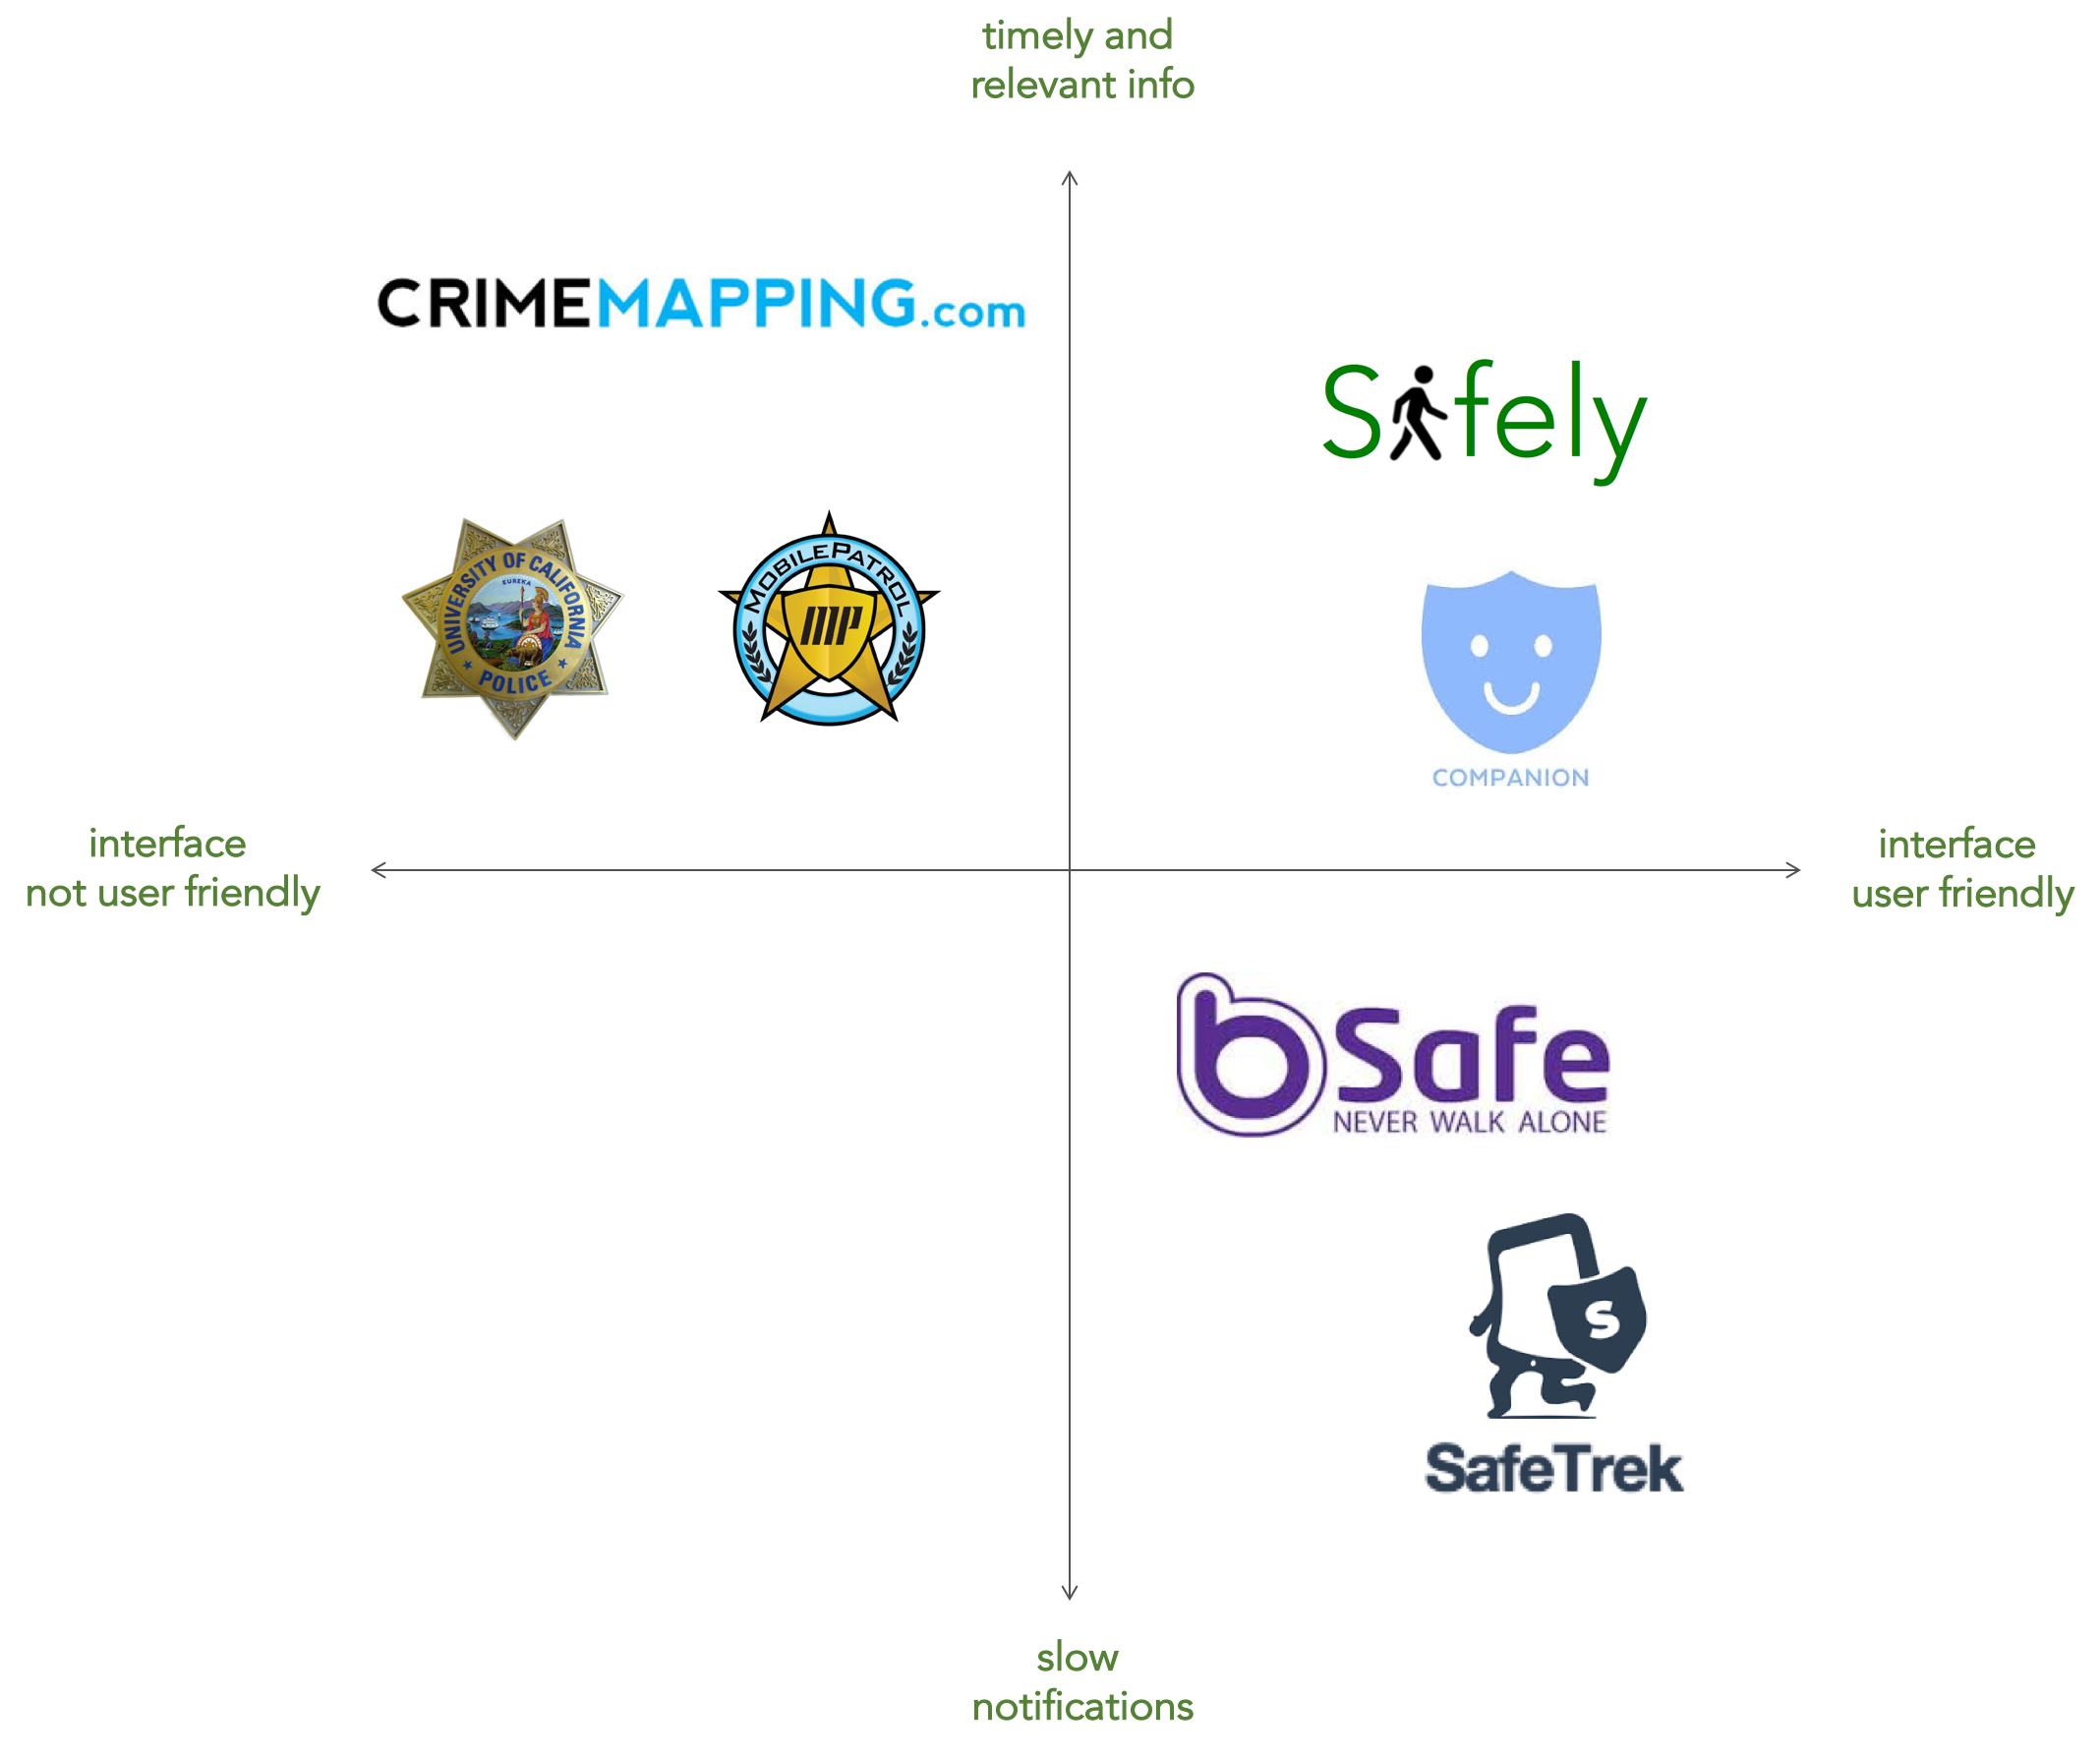 timely and
relevant info
CRIMEMAPPING.com
Safely
UNIVERSITY OF CALIFORNIA
EUREKA
POLICE
MOBILEPATROL
MP
COMPANION
interface
not user friendly
interface
user friendly
bSafe
NEVER WALK ALONE
S
SafeTrek
slow
notifications